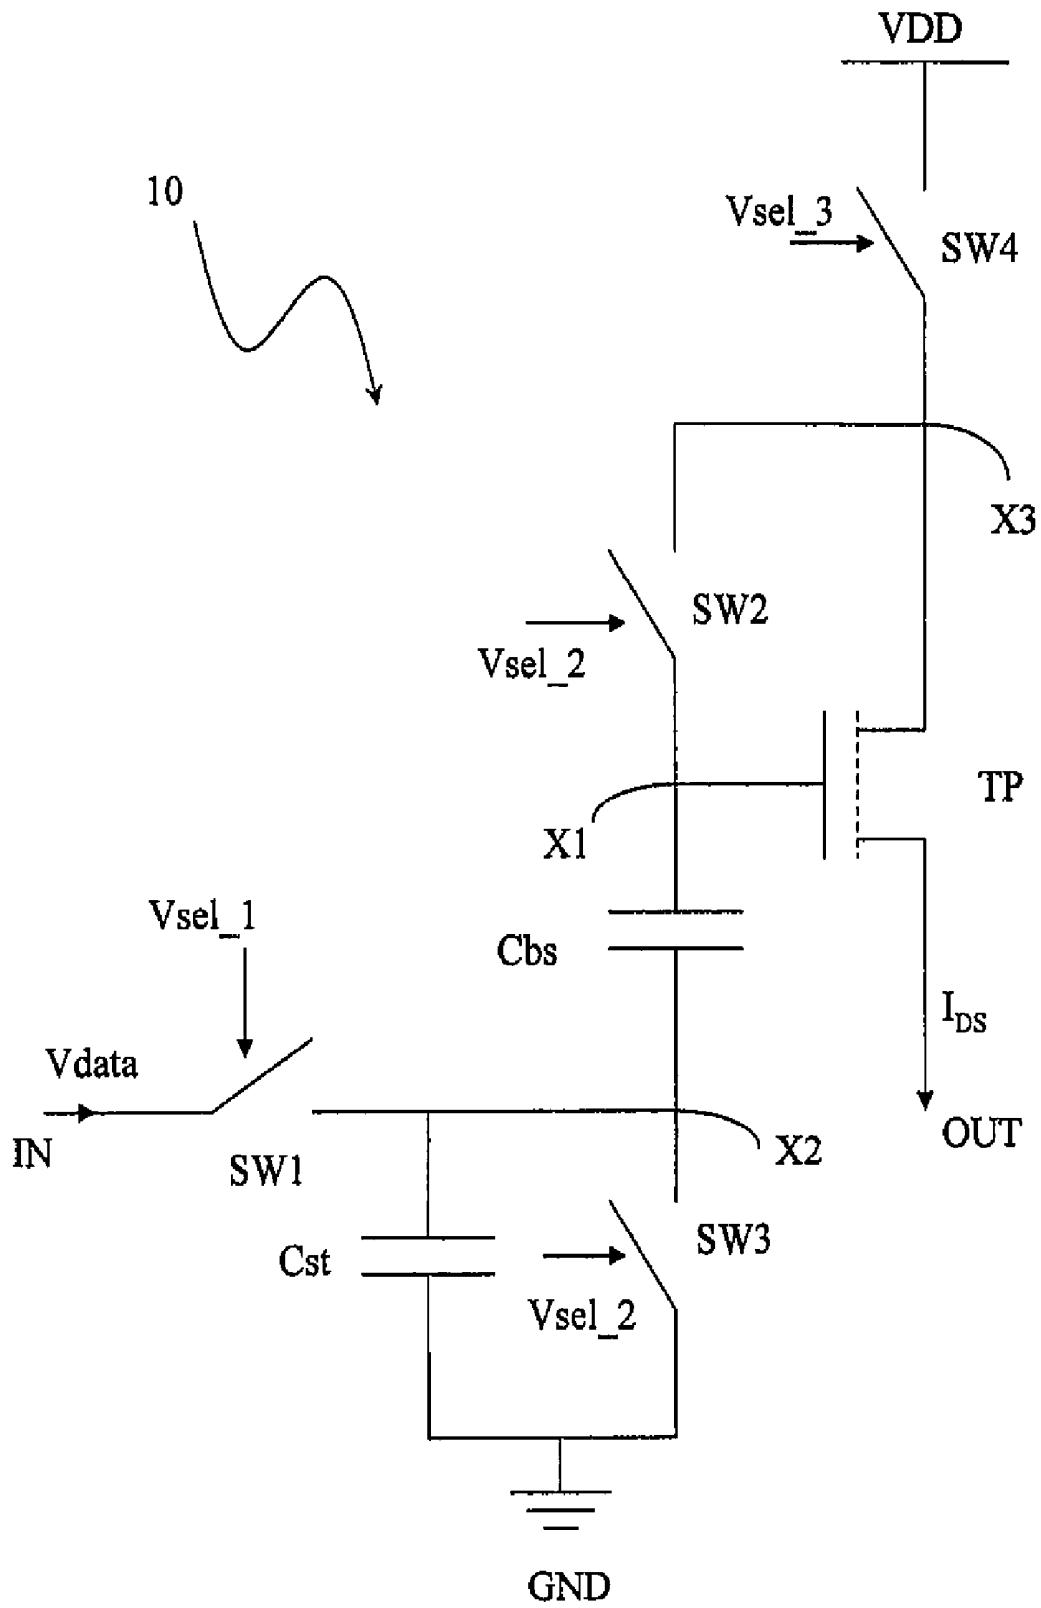 VDD
10
Vsel_3
SW4
X3
SW2
Vsel_2
TP
X1
Vsel_1
Cbs
IDS
Vdata
IN
SW1
X2
OUT
Cst
SW3
Vsel_2
GND